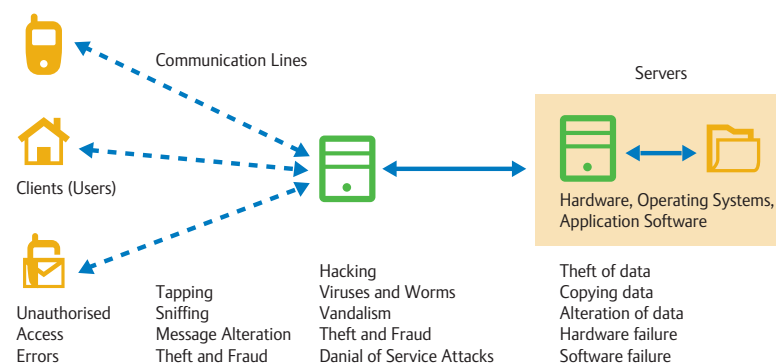 Communication Lines
Servers
Clients (Users)
Hardware, Operating Systems,
Application Software
Unauthorised
Access
Errors
Tapping
Sniffing
Message Alteration
Theft and Fraud
Hacking
Viruses and Worms
Vandalism
Theft and Fraud
Danial of Service Attacks
Theft of data
Copying data
Alteration of data
Hardware failure
Software failure